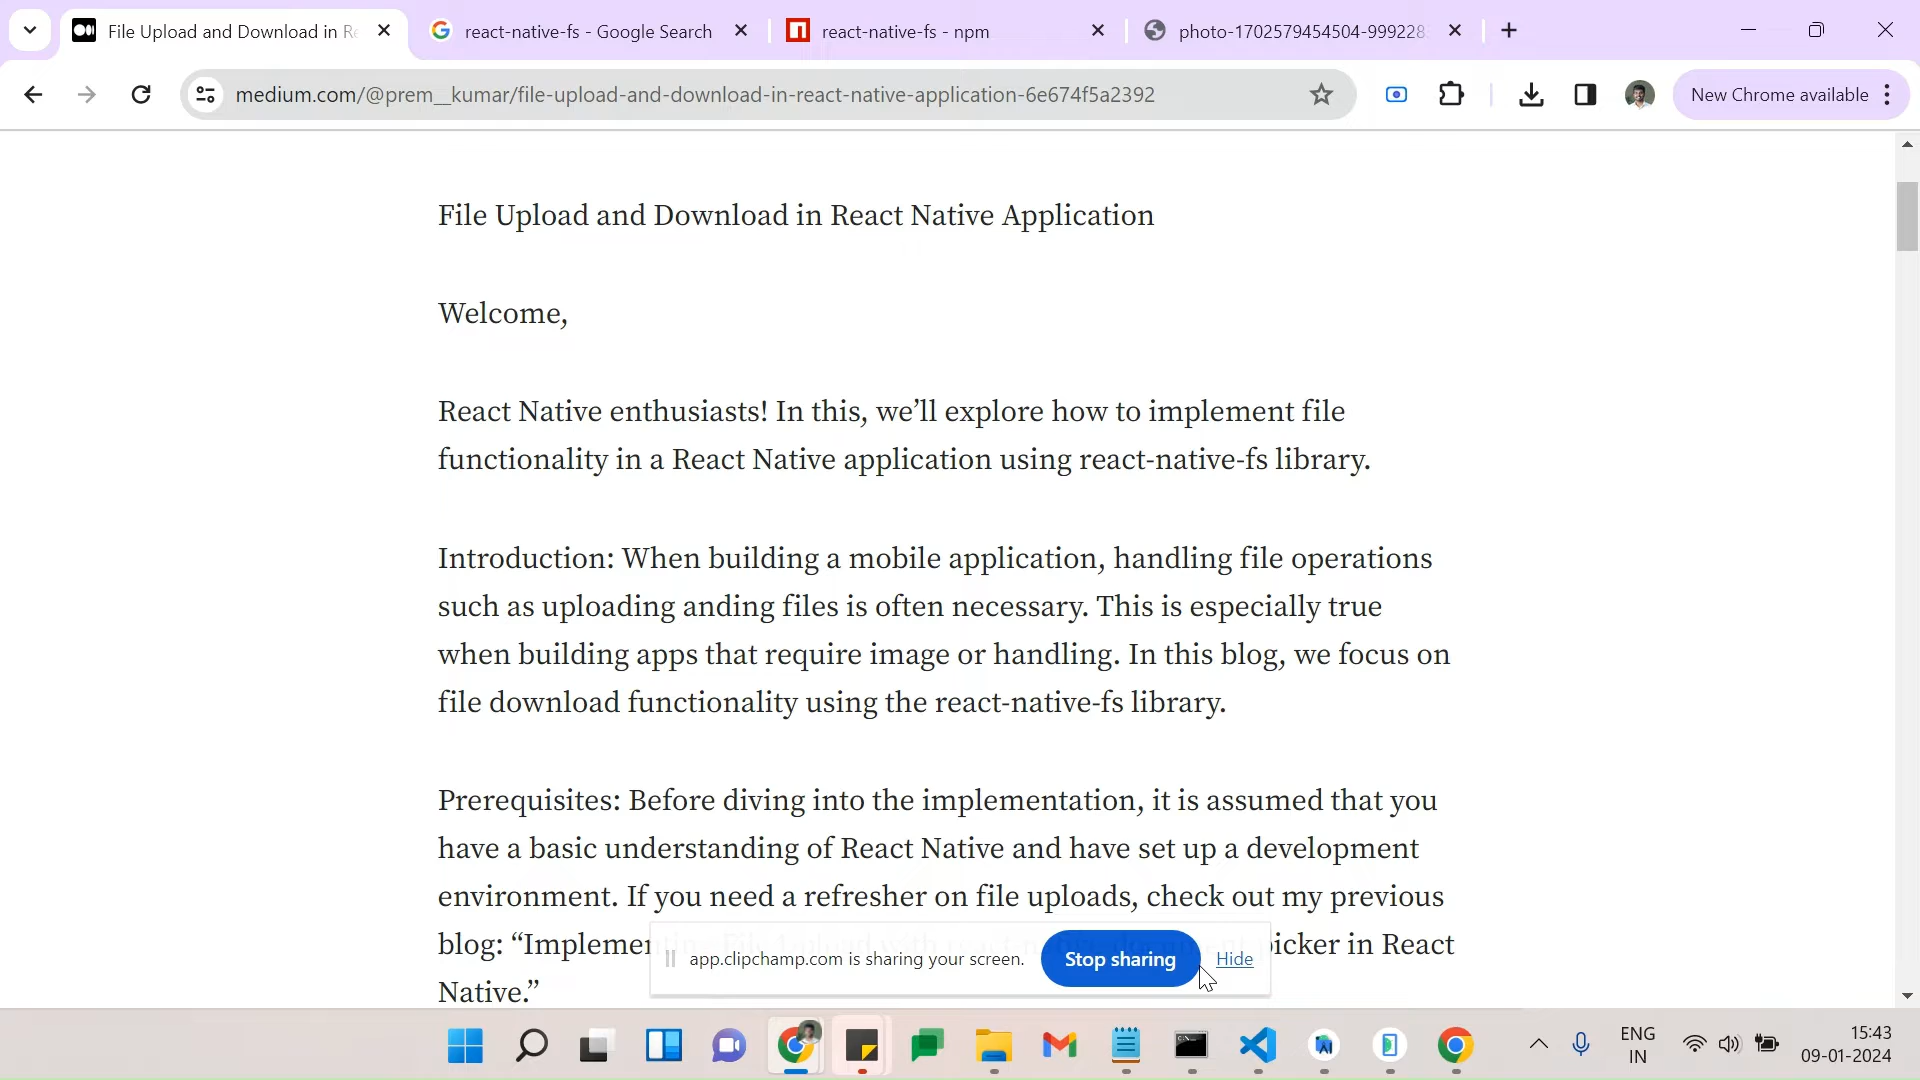 File Upload and Download in Re
react-native-fs - Google Search
react-native-fs - npm
photo-1702579454504-999228
medium.com/@prem__kumar/file-upload-and-download-in-react-native-application-6e674f5a2392
New Chrome available
File Upload and Download in React Native Application
Welcome,
React Native enthusiasts! In this, we’ll explore how to implement file
functionality in a React Native application using react-native-fs library.
Introduction: When building a mobile application, handling file operations
such as uploading anding files is often necessary. This is especially true
when building apps that require image or handling. In this blog, we focus on
file download functionality using the react-native-fs library.
Prerequisites: Before diving into the implementation, it is assumed that you
have a basic understanding of React Native and have set up a development
environment. If you need a refresher on file uploads, check out my previous
blog: “Implemen picker in React
Native.”
app.clipchamp.com is sharing your screen.
Stop sharing
Hide
ENG
IN
15:43
09-01-2024